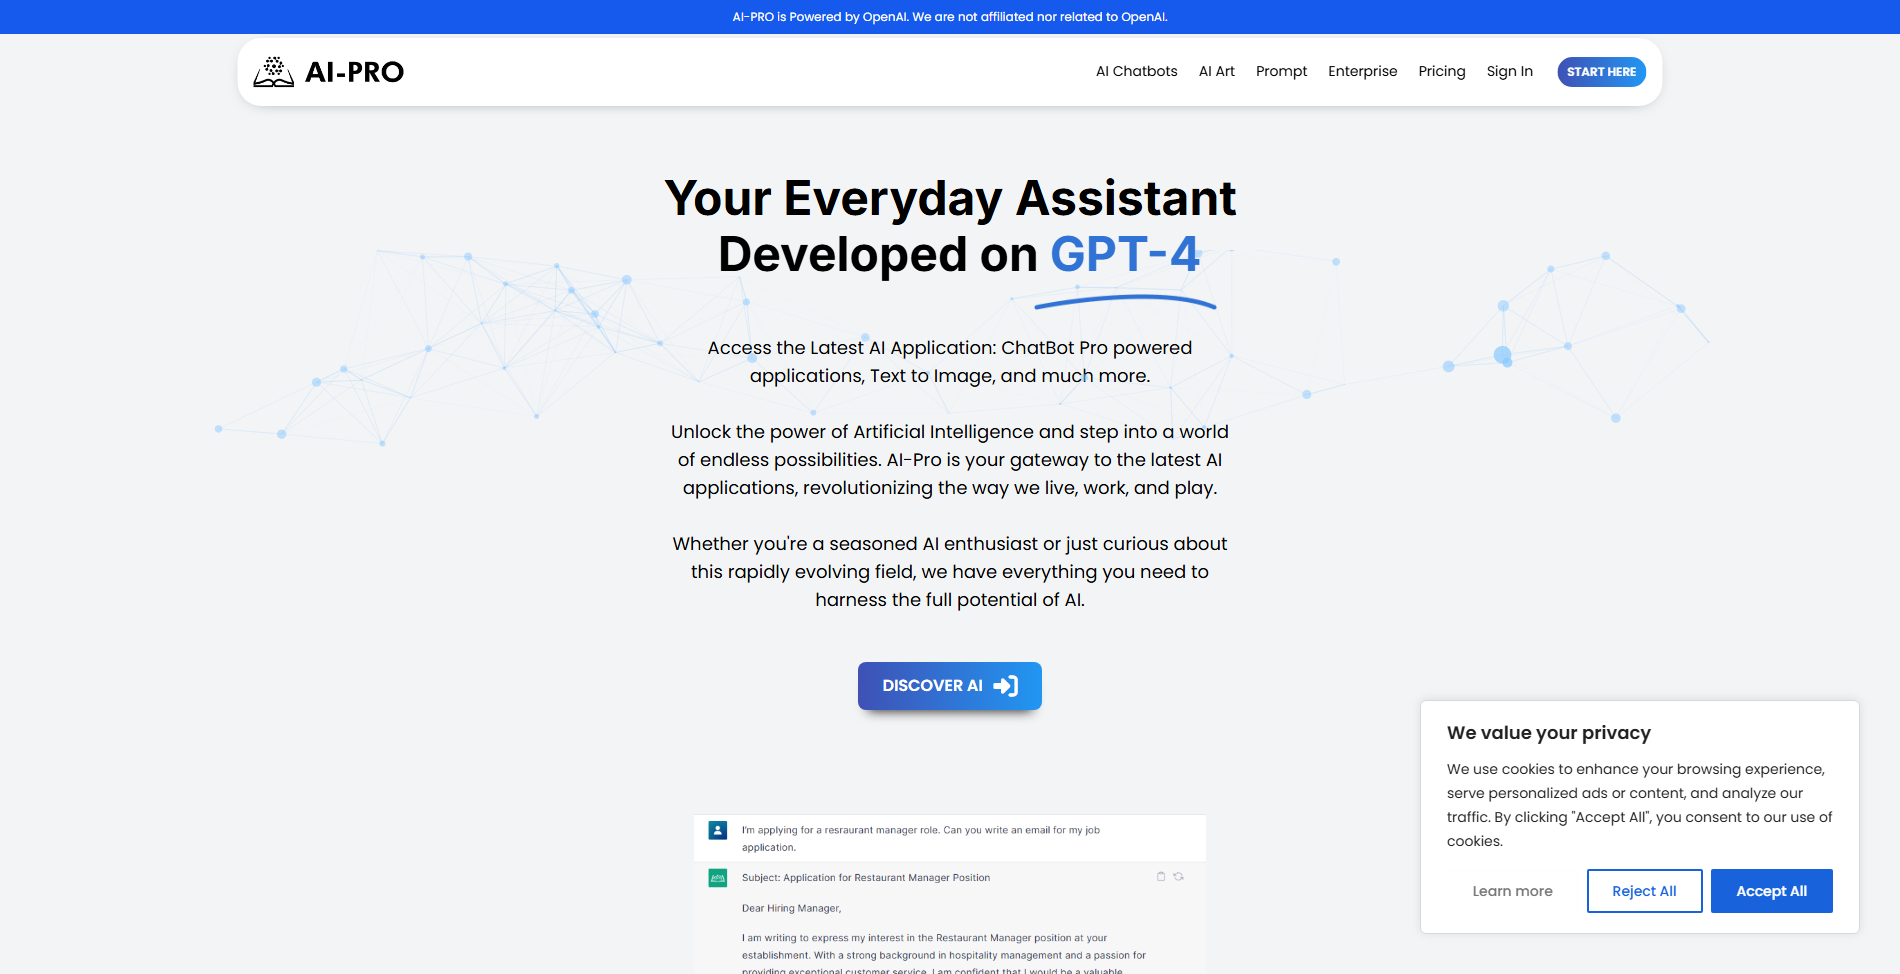 AI-PRO is Powered by OpenAI. We are not affiliated nor related to OpenAI.
AI-PRO
AI Chatbots
AI Art
Prompt
Enterprise
Pricing
Sign In
START HERE
Your Everyday Assistant
Developed on GPT-4
Access the Latest AI Application: ChatBot Pro powered
applications, Text to Image, and much more.
Unlock the power of Artificial Intelligence and step into a world
of endless possibilities. AI-Pro is your gateway to the latest AI
applications, revolutionizing the way we live, work, and play.
Whether you're a seasoned AI enthusiast or just curious about
this rapidly evolving field, we have everything you need to
harness the full potential of AI.
DISCOVER AI
I'm applying for a resraurant manager role. Can you write an email for my job
application.
Subject: Application for Restaurant Manager Position
Dear Hiring Manager,
I am writing to express my interest in the Restaurant Manager position at your
establishment. With a strong background in hospitality management and a passion for
providing exceptional customer service, I am confident that I would be a valuable
We value your privacy
We use cookies to enhance your browsing experience,
serve personalized ads or content, and analyze our
traffic. By clicking "Accept All", you consent to our use of
cookies.
Learn more
Reject All
Accept All